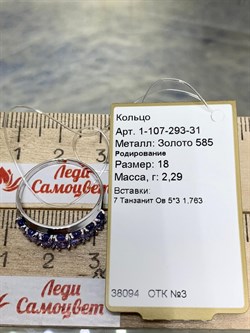 Леди
Самоцвет
Леди
Самоцвет
Кольцо
Арт. 1-107-293-31
Металл: Золото 585
Родирование
Размер: 18
Масса, г: 2,29
Вставки:
7 Танзанит Ов 5*3 1.763
38094 ОТК №3